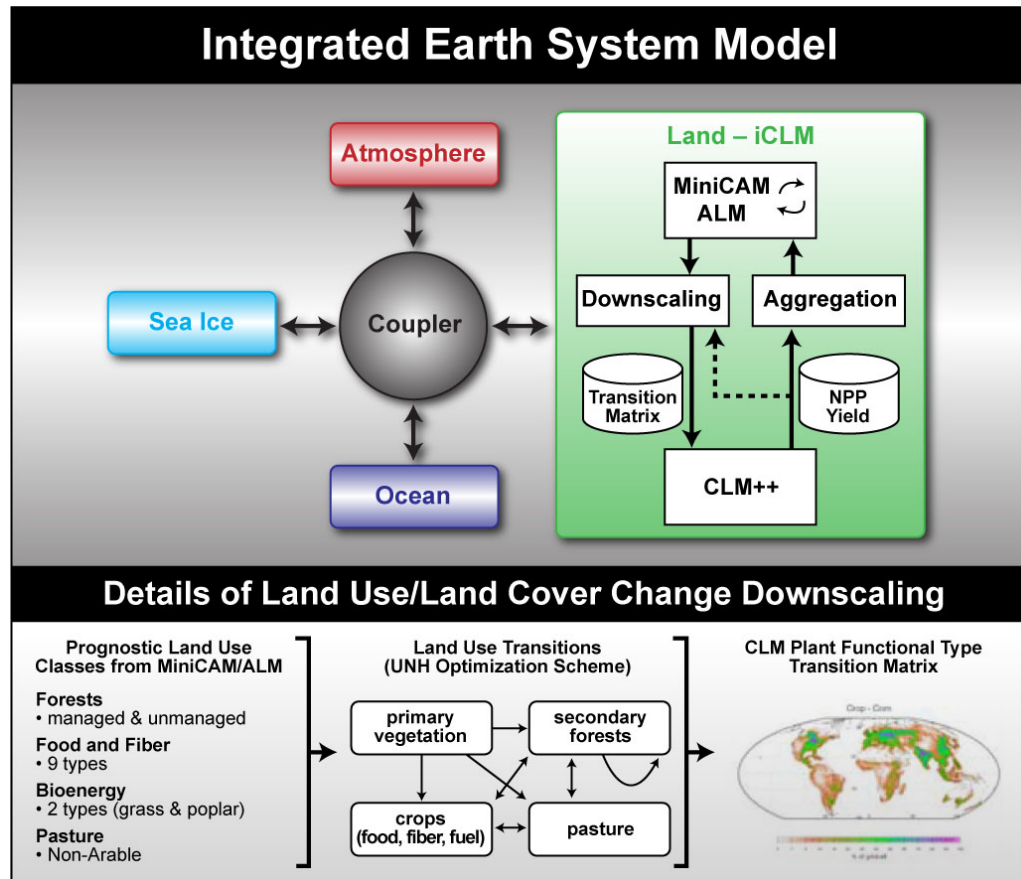 Integrated Earth System Model
Atmosphere
Sea Ice
Coupler
Ocean
Land – iCLM
MiniCAM
ALM
Downscaling
Aggregation
Transition
Matrix
NPP
Yield
CLM++
Details of Land Use/Land Cover Change Downscaling
Prognostic Land Use
Classes from MiniCAM/ALM
Forests
• managed & unmanaged
Food and Fiber
• 9 types
Bioenergy
• 2 types (grass & poplar)
Pasture
• Non-Arable
Land Use Transitions
(UNH Optimization Scheme)
primary
vegetation
secondary
forests
crops
(food, fiber, fuel)
pasture
CLM Plant Functional Type
Transition Matrix
Crop - Corn